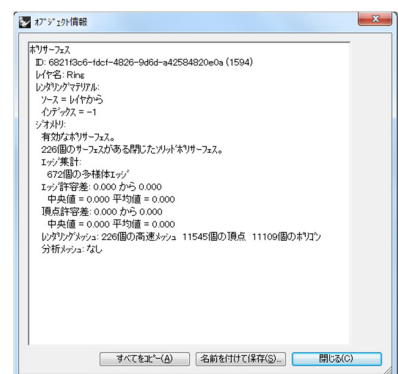 オブジェクト情報
ポリサーフェス
ID: 6821f3c6-fdcf-4826-9d6d-a42584820e0a (1594)
レイヤ名: Ring
レンダリングマテリアル:
ソース = レイヤから
インデックス = -1
ジオメトリ:
有効なポリサーフェス。
226個のサーフェスがある閉じたソリッドポリサーフェス。
エッジ集計:
672個の多様体エッジ
エッジ許容差: 0.000 から 0.000
中央値 = 0.000 平均値 = 0.000
頂点許容差: 0.000 から 0.000
中央値 = 0.000 平均値 = 0.000
レンダリングメッシュ: 226個の高速メッシュ 11545個の頂点 11109個のポリゴン
分析メッシュ: なし
すべてをコピー(A) 名前を付けて保存(S)... 閉じる(C)